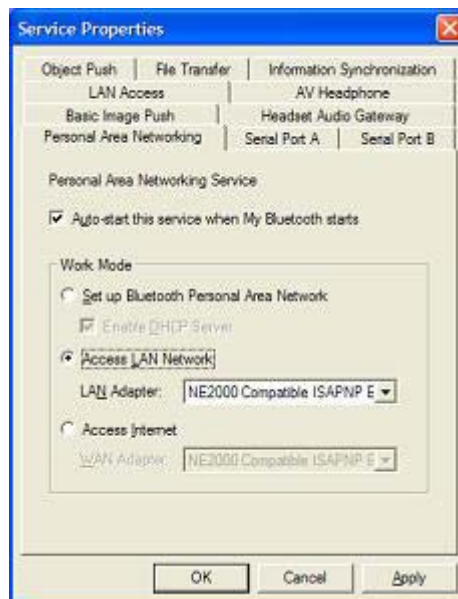 Service Properties
Object Push File Transfer Information Synchronization
LAN Access AV Headphone
Basic Image Push Headset Audio Gateway
Personal Area Networking Serial Port A Serial Port B
Personal Area Networking Service
Auto-start this service when My Bluetooth starts
Work Mode
Set up Bluetooth Personal Area Network
Enable DHCP Server
Access LAN Network
LAN Adapter: NE2000 Compatible ISAPNP E
Access Internet
WAN Adapter: NE2000 Compatible ISAPNP E
OK Cancel Apply